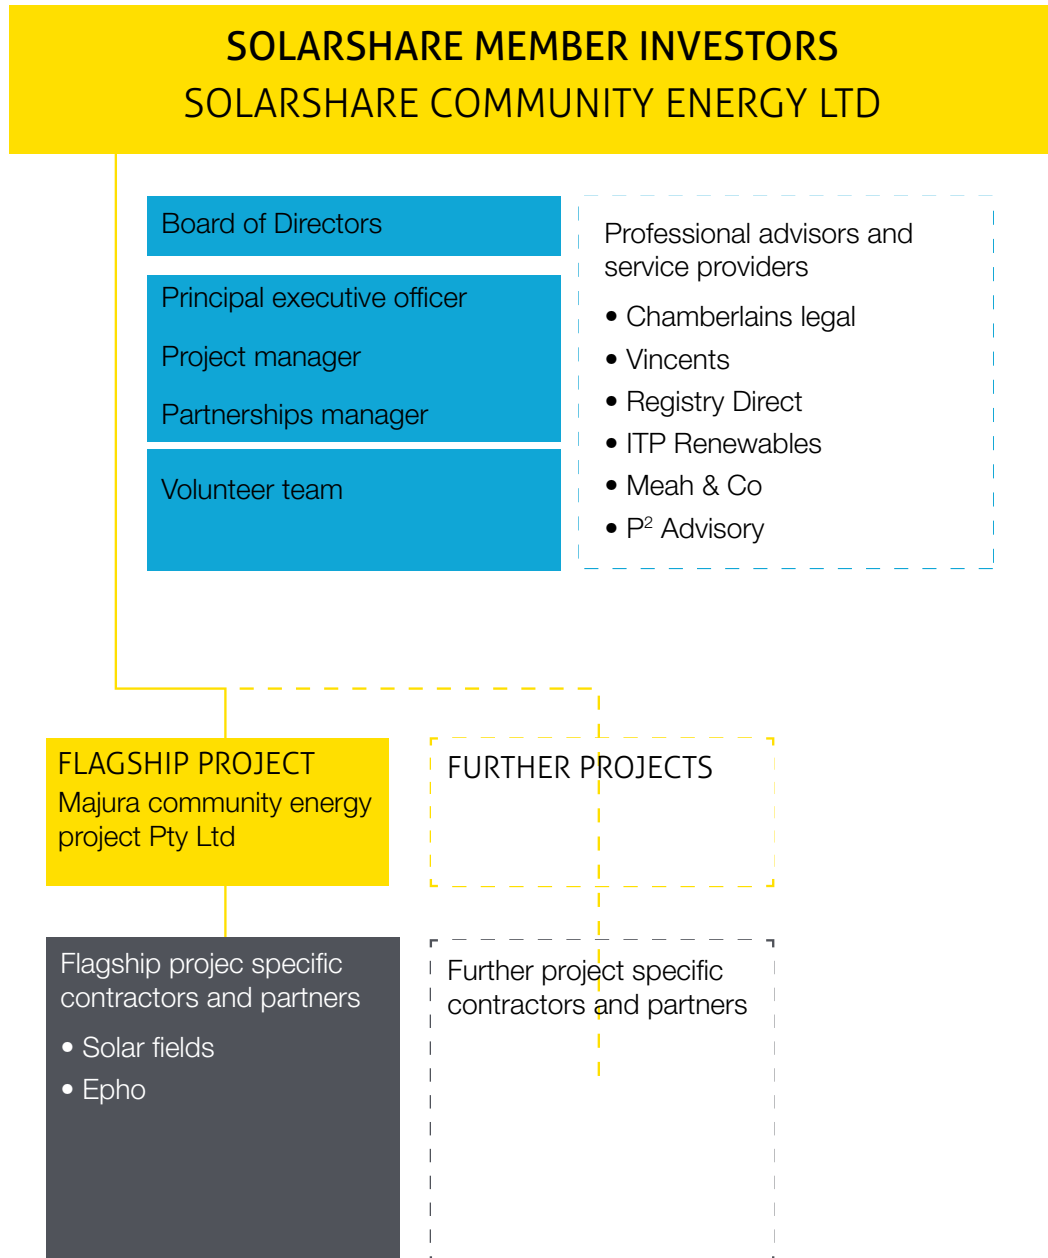 SOLARSHARE MEMBER INVESTORS
SOLARSHARE COMMUNITY ENERGY LTD
Board of Directors
Principal executive officer
Project manager
Partnerships manager
Volunteer team
Professional advisors and
service providers
• Chamberlains legal
• Vincents
• Registry Direct
• ITP Renewables
• Meah & Co
• P² Advisory
FLAGSHIP PROJECT
Majura community energy
project Pty Ltd
FURTHER PROJECTS
Flagship projec specific
contractors and partners
• Solar fields
• Epho
Further project specific
contractors and partners